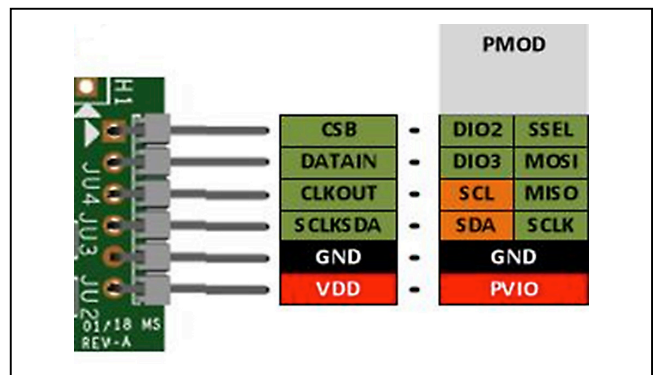 PMOD
H1
CSB - DIO2 SSEL
DATAIN - DIO3 MOSI
CLKOUT - SCL MISO
SCLKSDA - SDA SCLK
GND - GND
VDD - PVIO
JU4
JU3
JU2
01/18 MS
REV-A